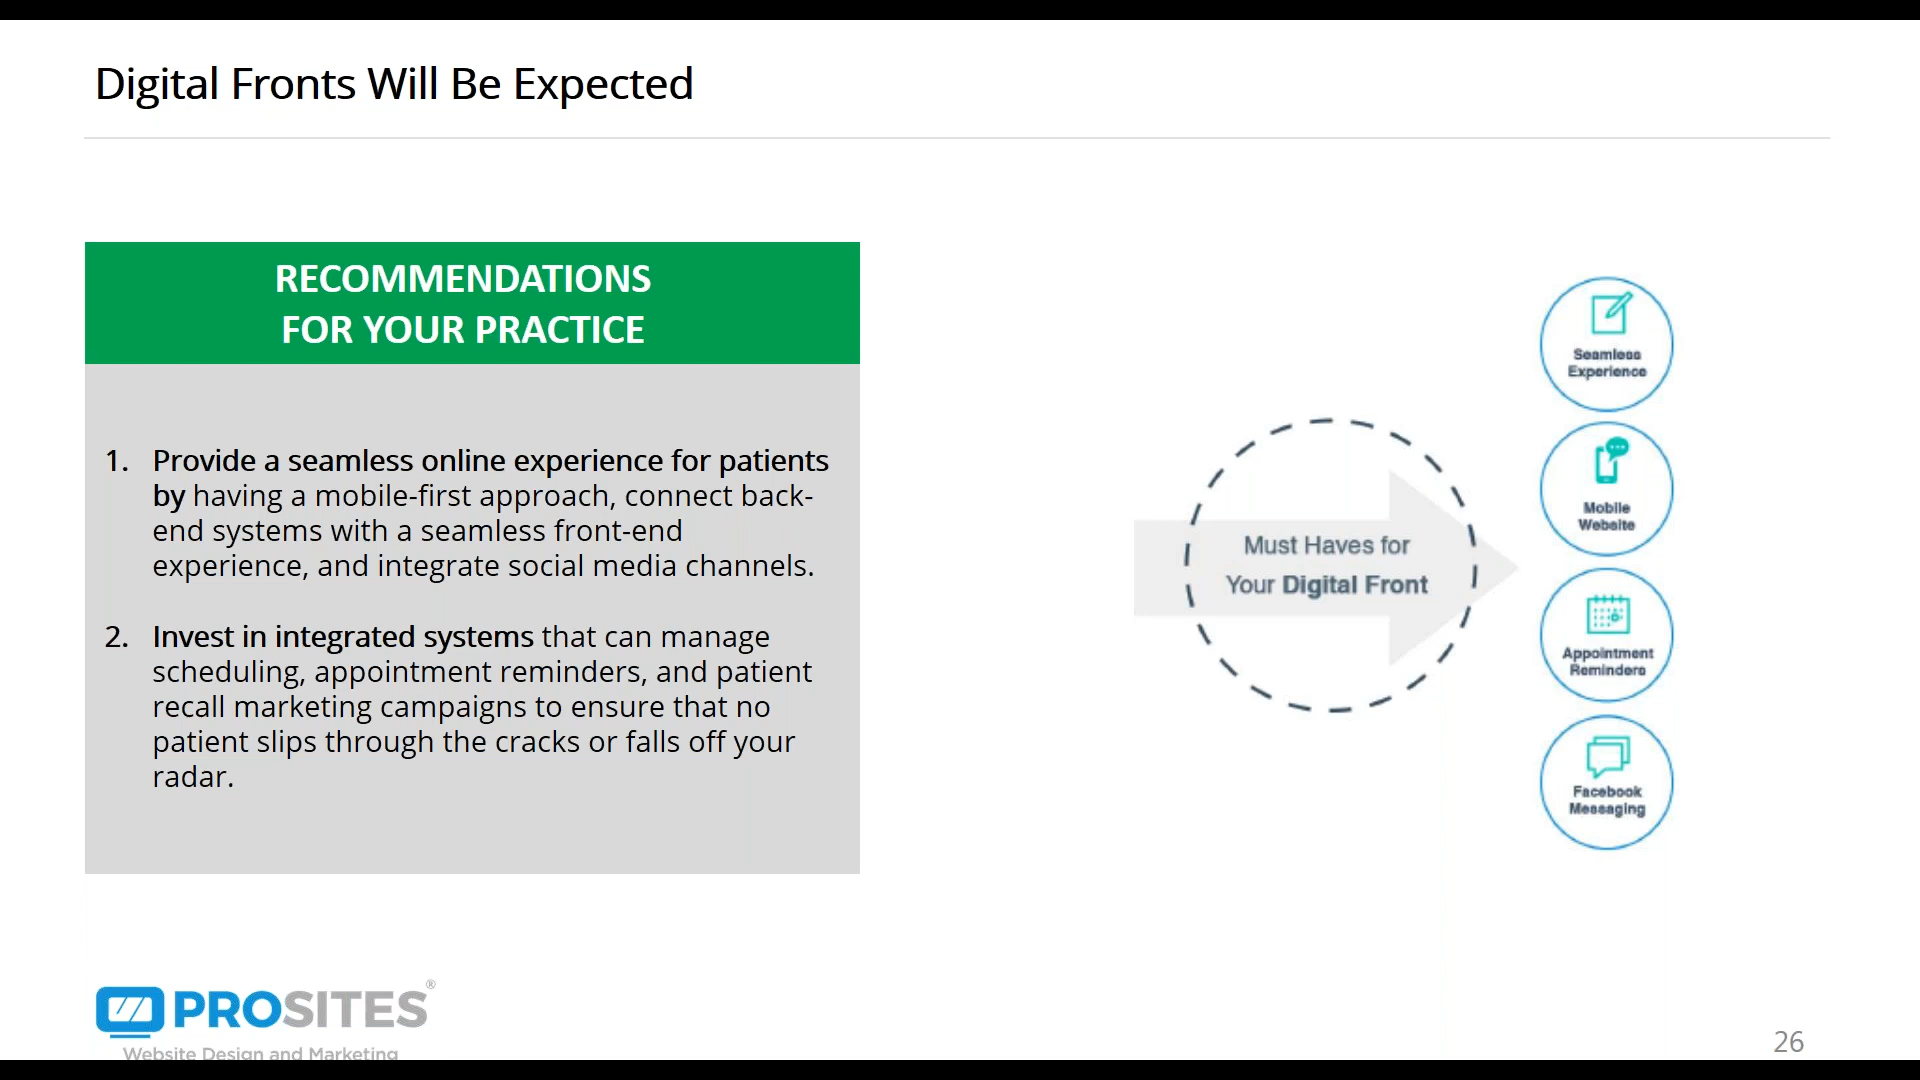 Digital Fronts Will Be Expected
RECOMMENDATIONS
FOR YOUR PRACTICE
1. Provide a seamless online experience for patients
by having a mobile-first approach, connect back-
end systems with a seamless front-end
experience, and integrate social media channels.
2. Invest in integrated systems that can manage
scheduling, appointment reminders, and patient
recall marketing campaigns to ensure that no
patient slips through the cracks or falls off your
radar.
Must Haves for
Your Digital Front
Seamless
Experience
Mobile
Website
Appointment
Reminders
Facebook
Messaging
PROSITES®
Website Design and Marketing
26